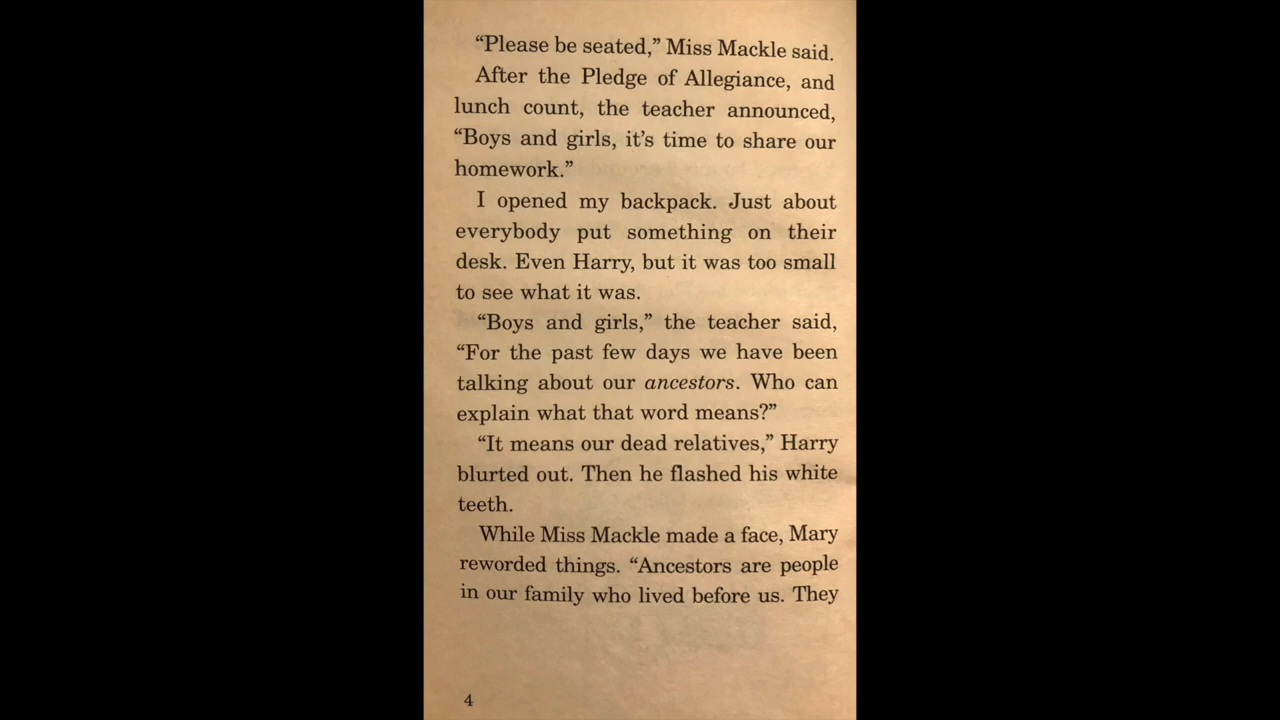 “Please be seated,” Miss Mackle said.
After the Pledge of Allegiance, and
lunch count, the teacher announced,
“Boys and girls, it’s time to share our
homework.”
I opened my backpack. Just about
everybody put something on their
desk. Even Harry, but it was too small
to see what it was.
“Boys and girls,” the teacher said,
“For the past few days we have been
talking about our ancestors. Who can
explain what that word means?”
“It means our dead relatives,” Harry
blurted out. Then he flashed his white
teeth.
While Miss Mackle made a face, Mary
reworded things. “Ancestors are people
in our family who lived before us. They
4